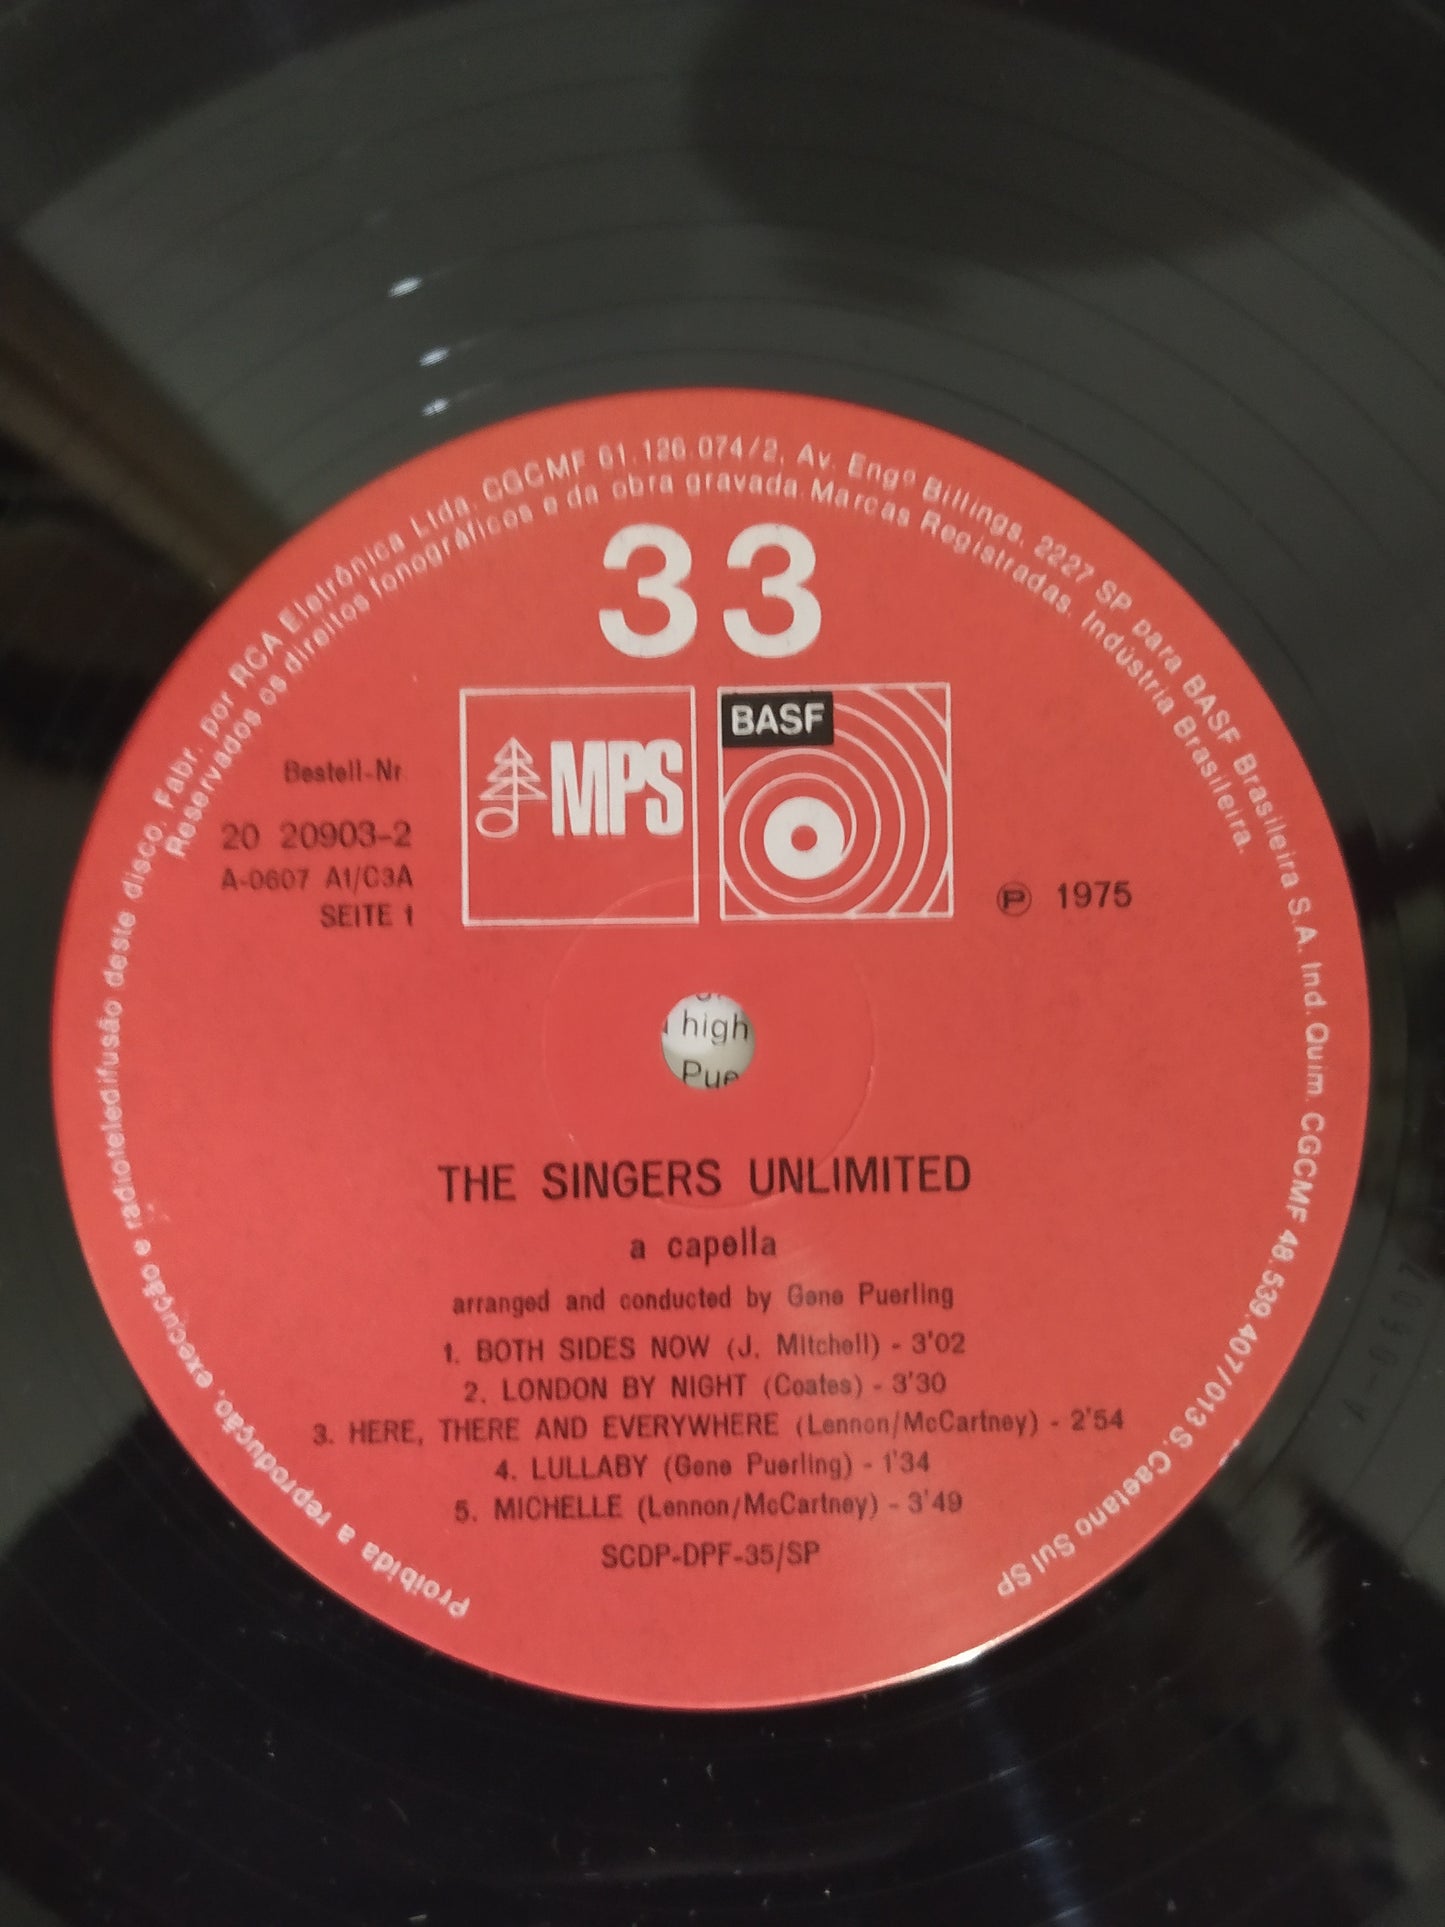 Proibida a reprodução, execução e radioteledifusão deste disco. Fabr. por RCA Eletrônica Ltda. CGCMF 61.126.074/2, Av. Engº Billings, 2227 SP para BASF Brasileira S.A. Ind. Quim. CGCMF 48.539.407/013 S.Caetano Sul SP
Reservados os direitos fonográficos e da obra gravada. Marcas Registradas. Indústria Brasileira.
33
MPS
BASF
Bestell-Nr
20 20903-2
A-0607 A1/C3A
SEITE 1
℗ 1975
high
Pue
THE SINGERS UNLIMITED
a capella
arranged and conducted by Gene Puerling
1. BOTH SIDES NOW (J. Mitchell) - 3'02
2. LONDON BY NIGHT (Coates) - 3'30
3. HERE, THERE AND EVERYWHERE (Lennon/McCartney) - 2'54
4. LULLABY (Gene Puerling) - 1'34
5. MICHELLE (Lennon/McCartney) - 3'49
SCDP-DPF-35/SP